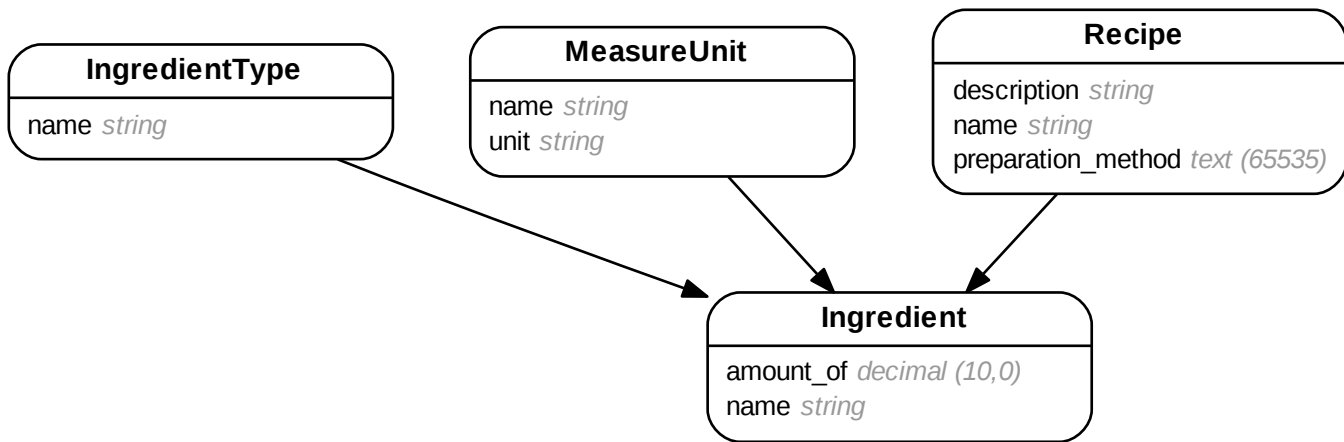 IngredientType
name string
MeasureUnit
name string
unit string
Recipe
description string
name string
preparation_method text (65535)
Ingredient
amount_of decimal (10,0)
name string